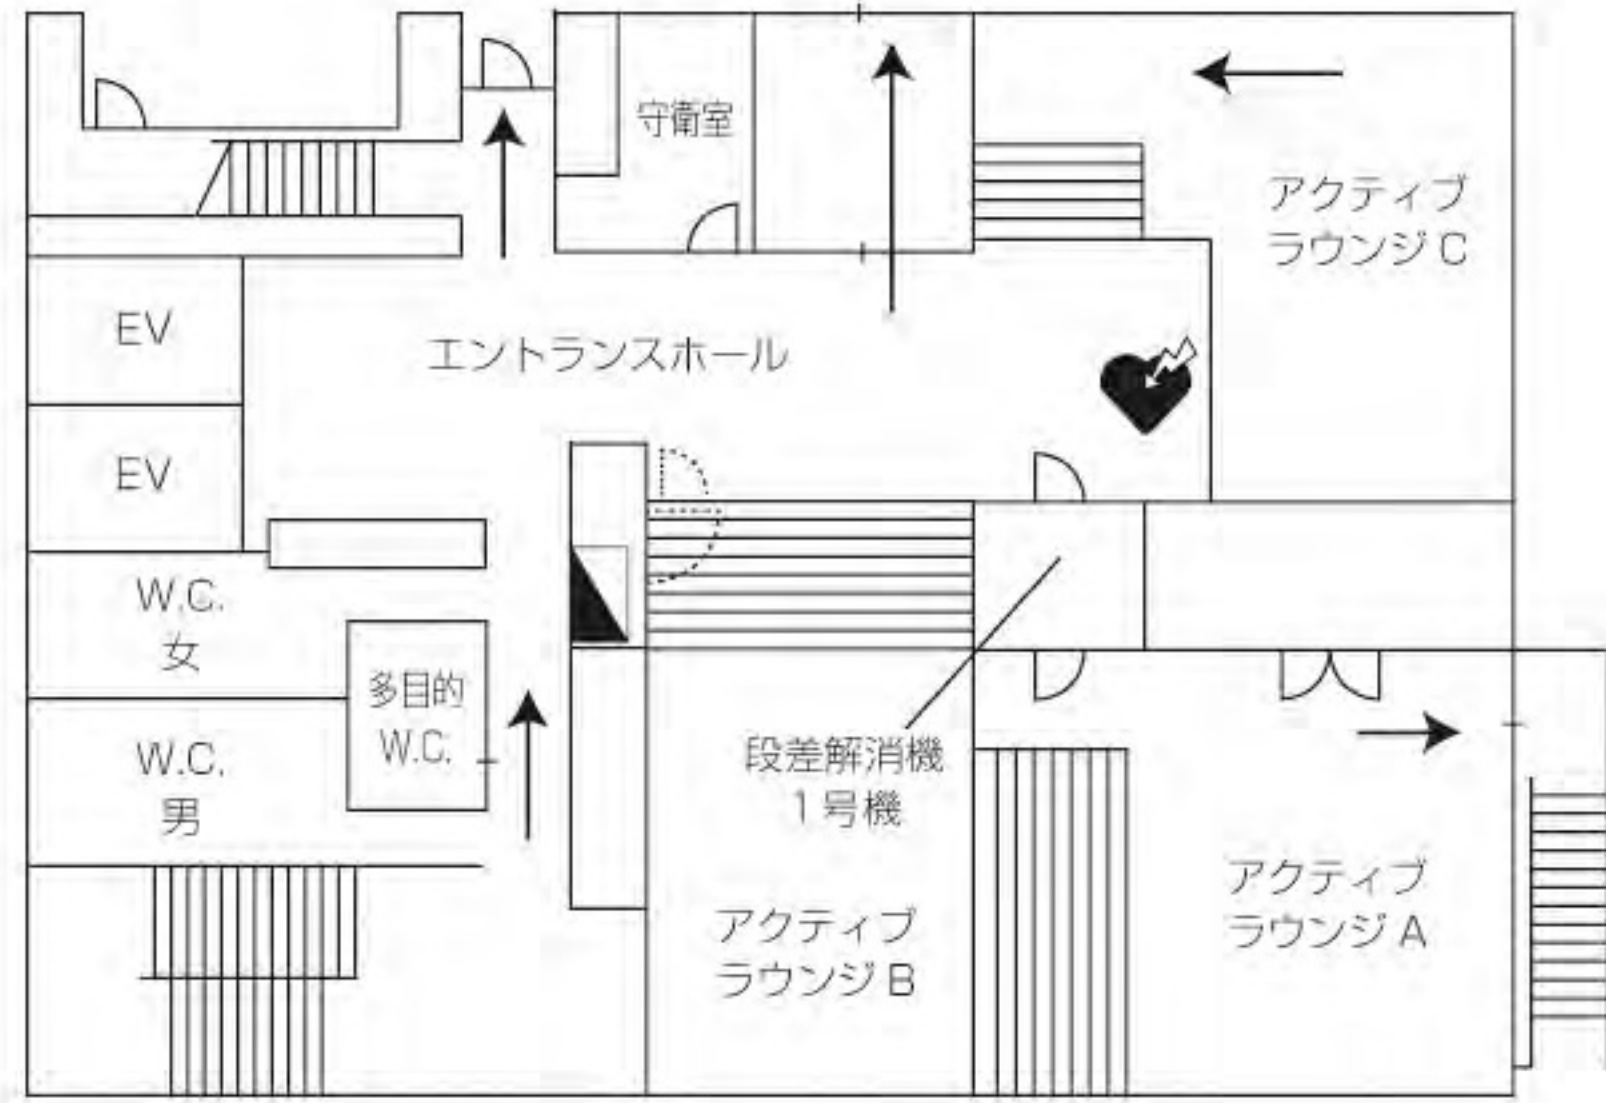 守衛室
アクティブ
ラウンジ C
EV
エントランスホール
EV
W.C.
女
多目的
W.C.
W.C.
男
段差解消機
1 号機
アクティブ
ラウンジ A
アクティブ
ラウンジ B